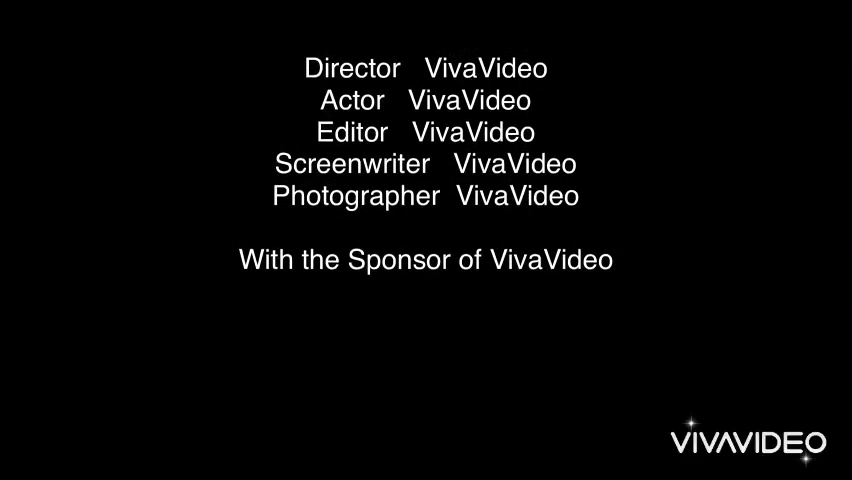 Director VivaVideo
Actor VivaVideo
Editor VivaVideo
Screenwriter VivaVideo
Photographer VivaVideo
With the Sponsor of VivaVideo
VIVAVIDEO